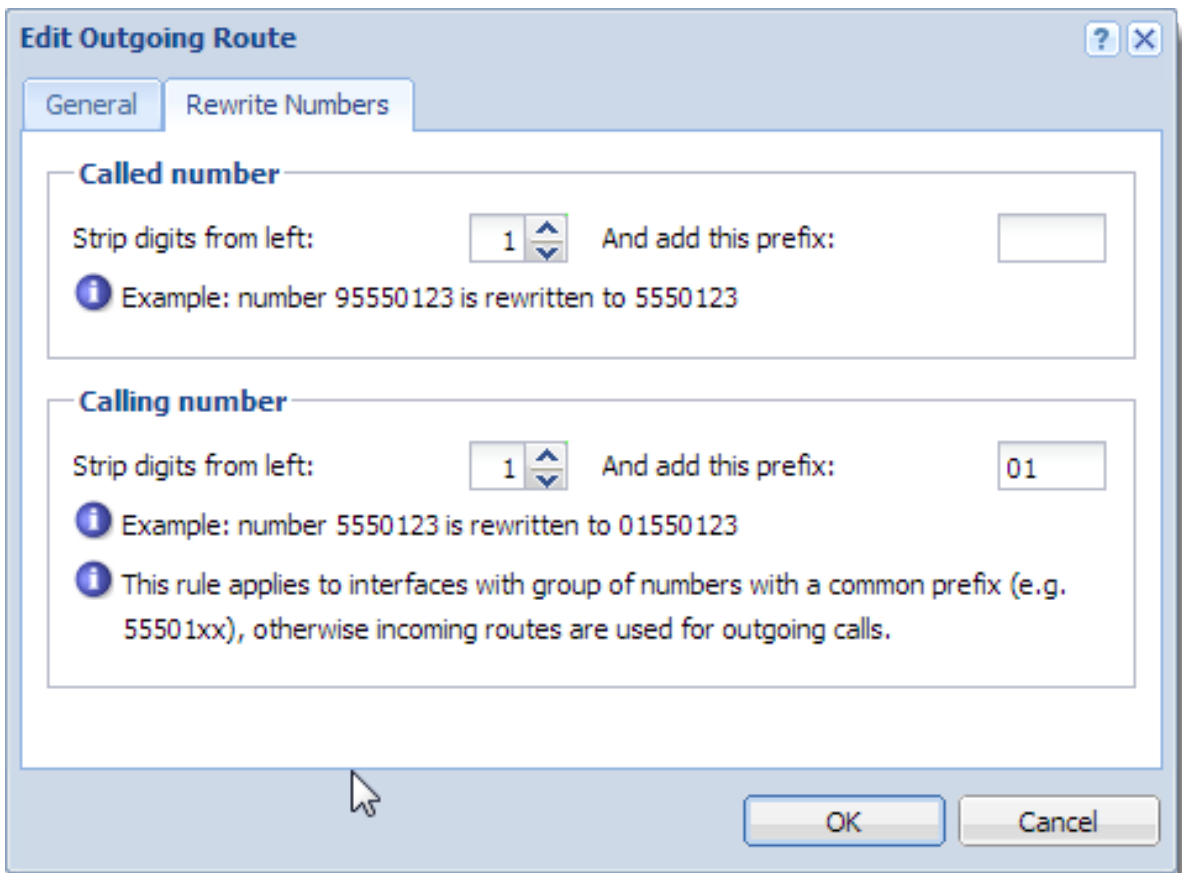 Edit Outgoing Route
General Rewrite Numbers
Called number
Strip digits from left: 1 And add this prefix:
Example: number 95550123 is rewritten to 5550123
Calling number
Strip digits from left: 1 And add this prefix: 01
Example: number 5550123 is rewritten to 01550123
This rule applies to interfaces with group of numbers with a common prefix (e.g.
55501xx), otherwise incoming routes are used for outgoing calls.
OK Cancel